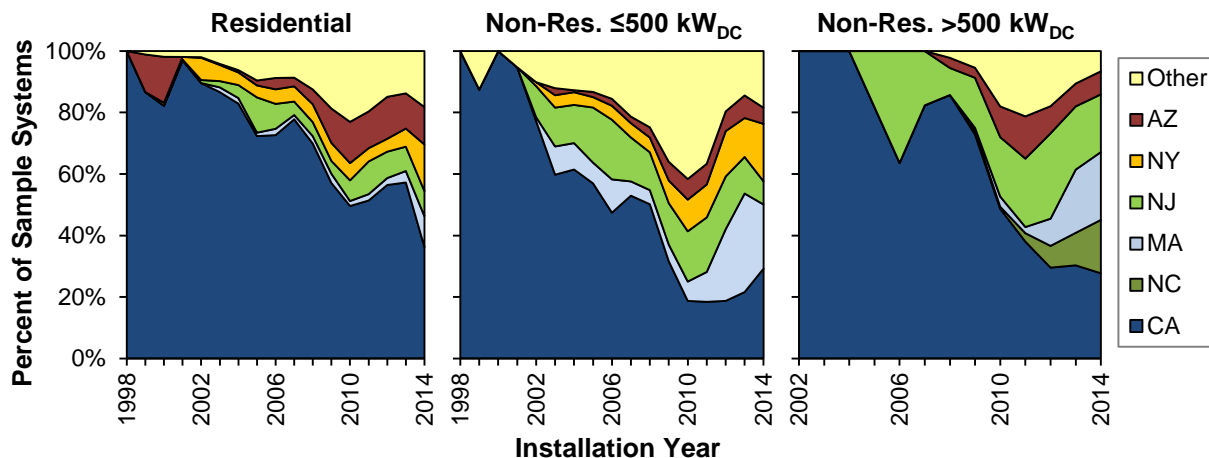 Residential
Non-Res. ≤500 kWDC
Non-Res. >500 kWDC
Percent of Sample Systems
100%
80%
60%
40%
20%
0%
1998
2002
2006
2010
2014
1998
2002
2006
2010
2014
2002
2006
2010
2014
Installation Year
Other
AZ
NY
NJ
MA
NC
CA